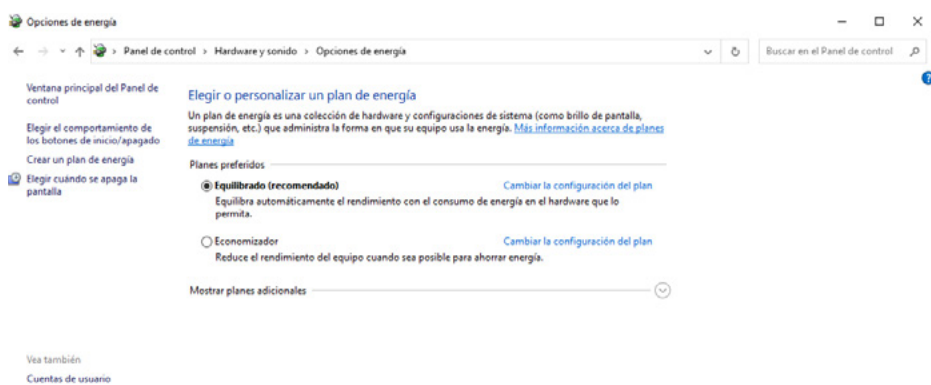 Opciones de energía
Panel de control > Hardware y sonido > Opciones de energía
Buscar en el Panel de control
Ventana principal del Panel de
control
Elegir el comportamiento de
los botones de inicio/apagado
Crear un plan de energía
Elegir cuándo se apaga la
pantalla
Elegir o personalizar un plan de energía
Un plan de energía es una colección de hardware y configuraciones de sistema (como brillo de pantalla,
suspensión, etc.) que administra la forma en que su equipo usa la energía. Más información acerca de planes
de energía
Planes preferidos
Equilibrado (recomendado) Cambiar la configuración del plan
Equilibra automáticamente el rendimiento con el consumo de energía en el hardware que lo
permita.
Economizador Cambiar la configuración del plan
Reduce el rendimiento del equipo cuando sea posible para ahorrar energía.
Mostrar planes adicionales
Vea también
Cuentas de usuario